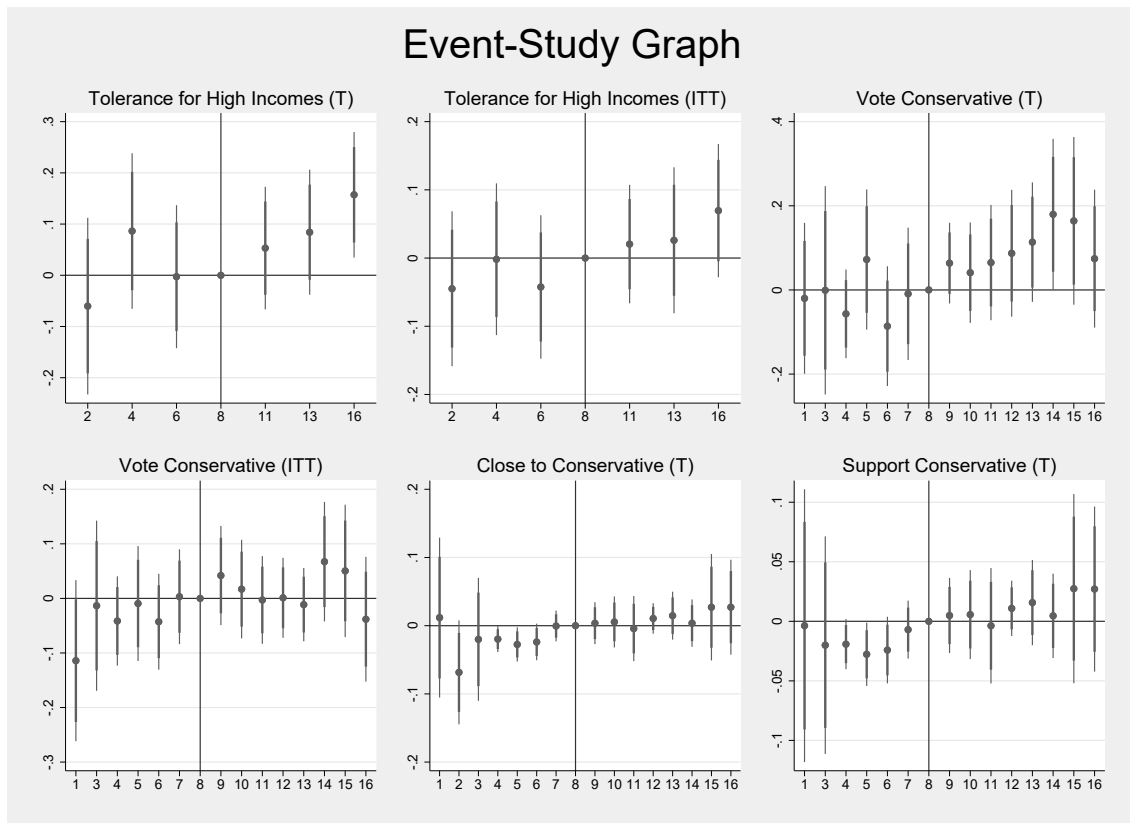 Event-Study Graph
Tolerance for High Incomes (T)
.3
.2
.1
0
-.1
-.2
2 4 6 8 11 13 16
Tolerance for High Incomes (ITT)
.2
.1
0
-.1
-.2
2 4 6 8 11 13 16
Vote Conservative (T)
.4
.2
0
-.2
1 3 4 5 6 7 8 9 10 11 12 13 14 15 16
Vote Conservative (ITT)
.2
.1
0
-.1
-.2
-.3
1 3 4 5 6 7 8 9 10 11 12 13 14 15 16
Close to Conservative (T)
.2
.1
0
-.1
-.2
1 2 3 4 5 6 7 8 9 10 11 12 13 14 15 16
Support Conservative (T)
.1
.05
0
-.05
-.1
1 3 4 5 6 7 8 9 10 11 12 13 14 15 16